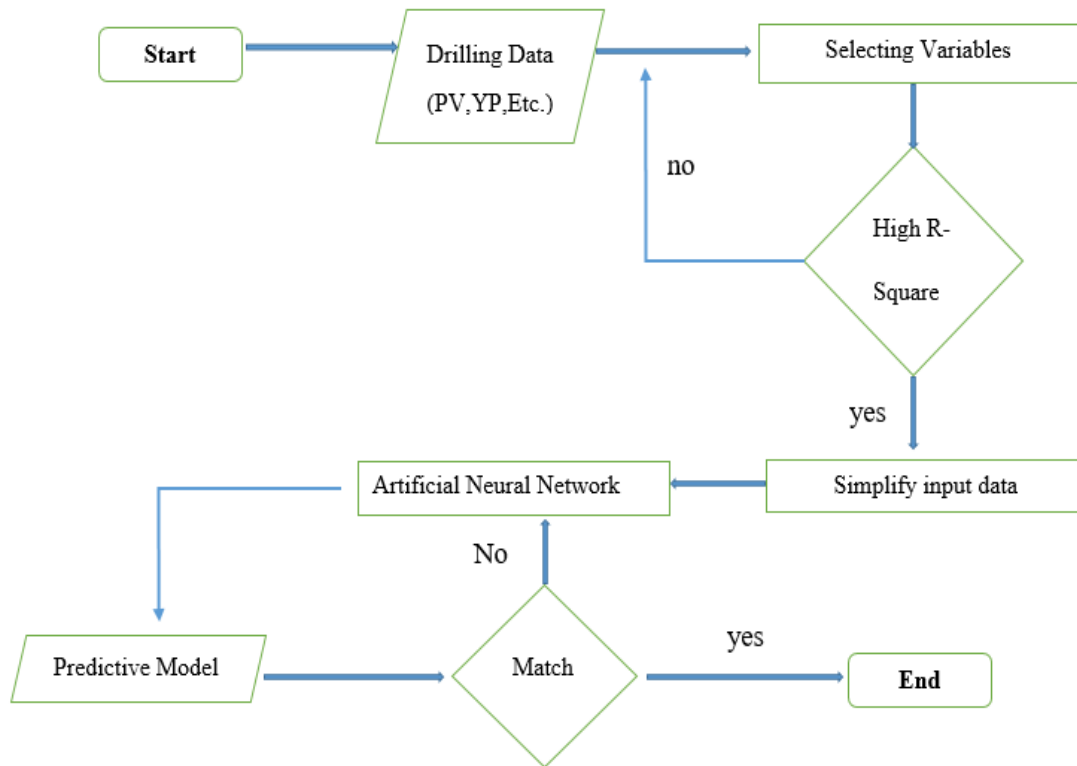 Start
Drilling Data
(PV,YP,Etc.)
Selecting Variables
no
High R-
Square
yes
Simplify input data
Artificial Neural Network
No
Predictive Model
Match
yes
End